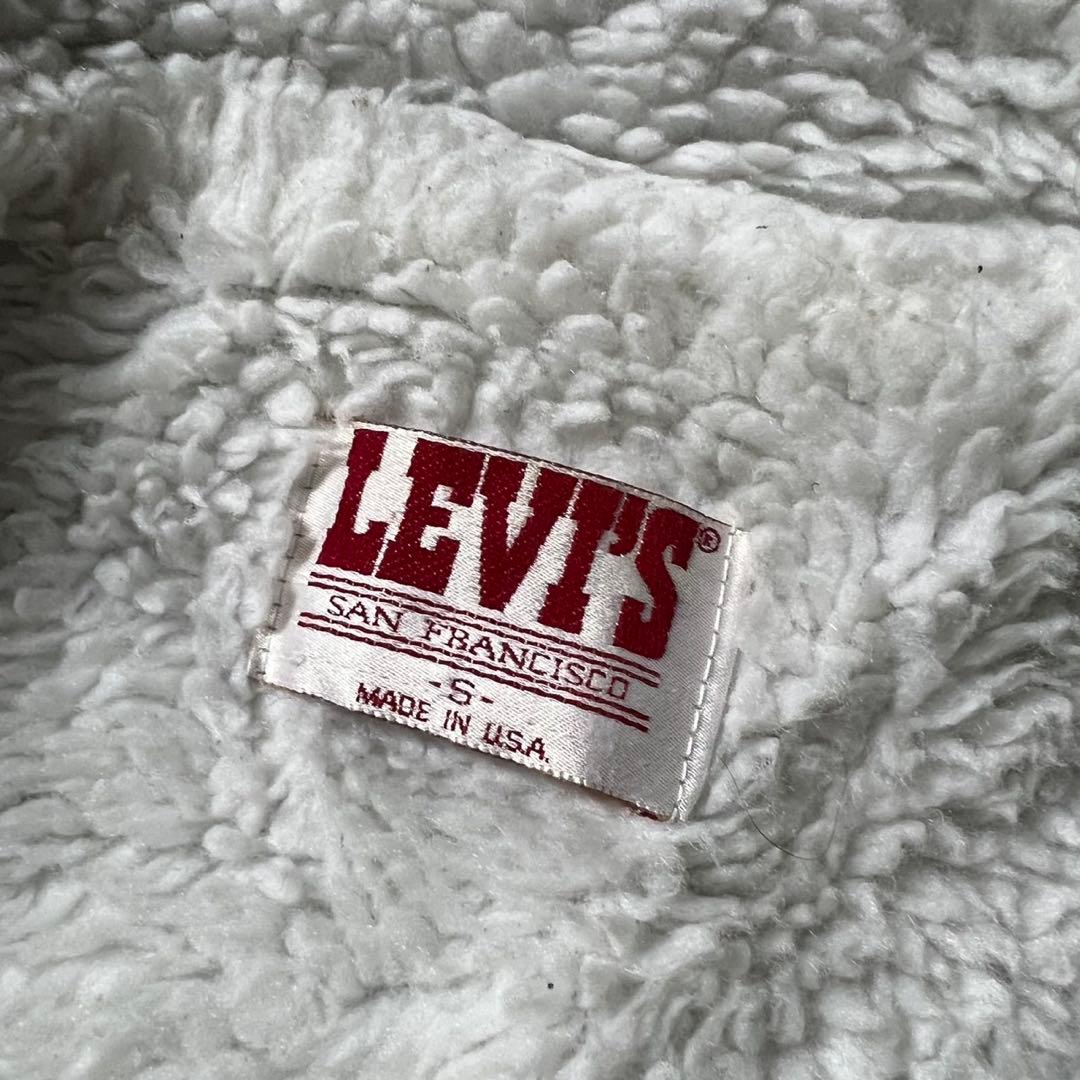 LEVI'S®
SAN FRANCISCO
-S-
MADE IN U.S.A.